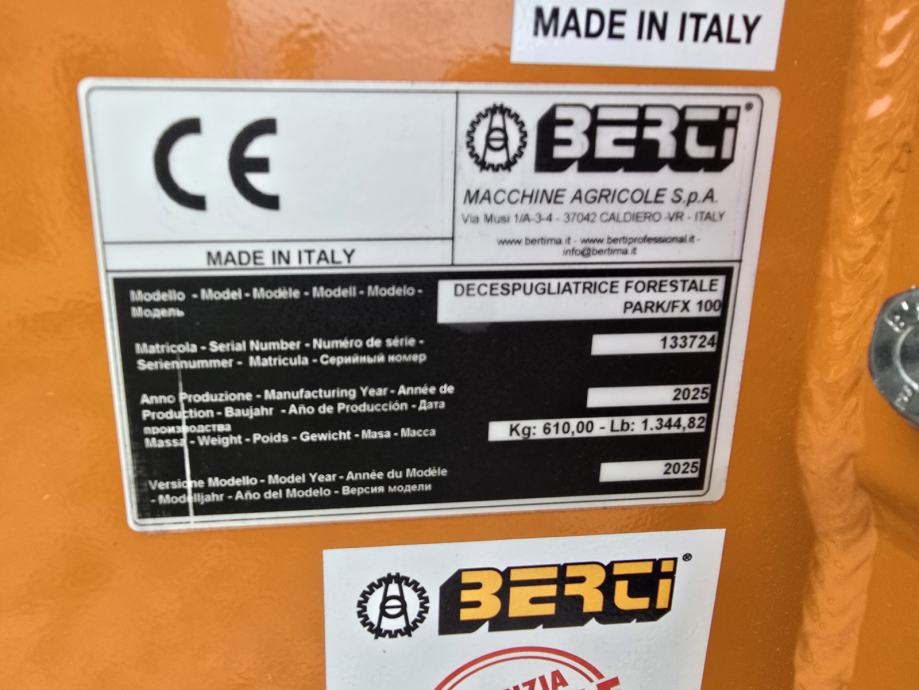 MADE IN ITALY
CE
BERTi®
MACCHINE AGRICOLE S.p.A.
Via Musi 1/A-3-4 - 37042 CALDIERO -VR - ITALY
www.bertima.it - www.bertiprofessional.it -
info@bertima.it
MADE IN ITALY
Modello - Model - Modèle - Modell - Modelo -
Модель
DECESPUGLIATRICE FORESTALE
PARK/FX 100
Matricola - Serial Number - Numéro de série -
Seriennummer - Matricula - Серийный номер
133724
Anno Produzione - Manufacturing Year - Année de
Production - Baujahr - Año de Producción - Дата
производства
2025
Massa - Weight - Poids - Gewicht - Masa - Масса
Kg: 610,00 - Lb: 1.344,82
Versione Modello - Model Year - Année du Modèle
- Modelljahr - Año del Modelo - Версия модели
2025
BERTi®